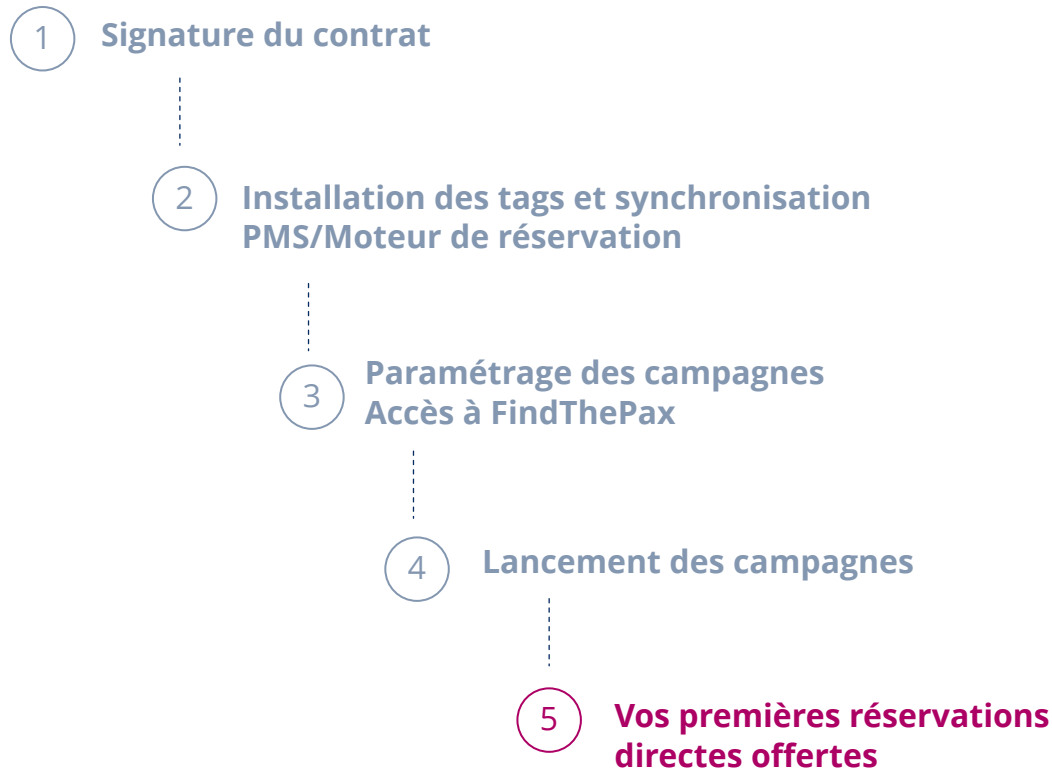 1 Signature du contrat
2 Installation des tags et synchronisation
PMS/Moteur de réservation
3 Paramétrage des campagnes
Accès à FindThePax
4 Lancement des campagnes
5 Vos premières réservations
directes offertes